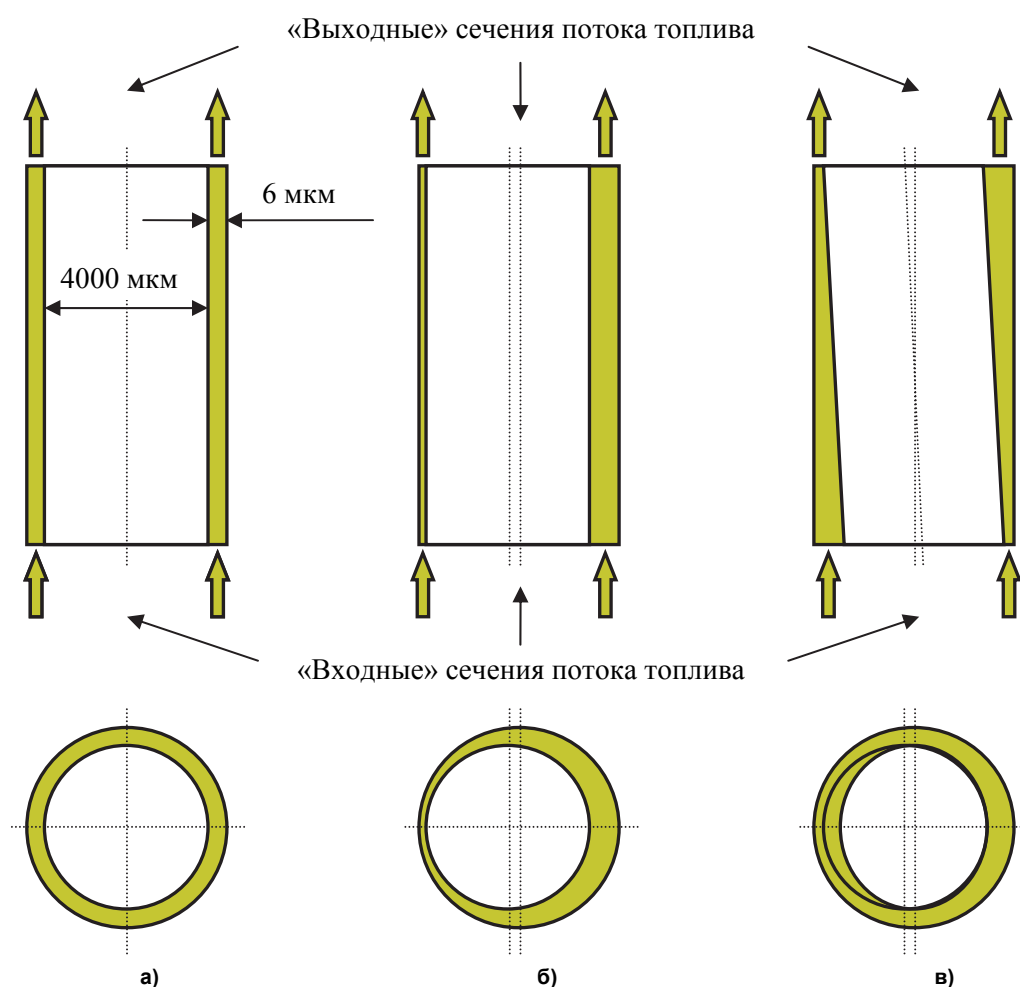 «Выходные» сечения потока топлива
6 мкм
4000 мкм
«Входные» сечения потока топлива
а)
б)
в)